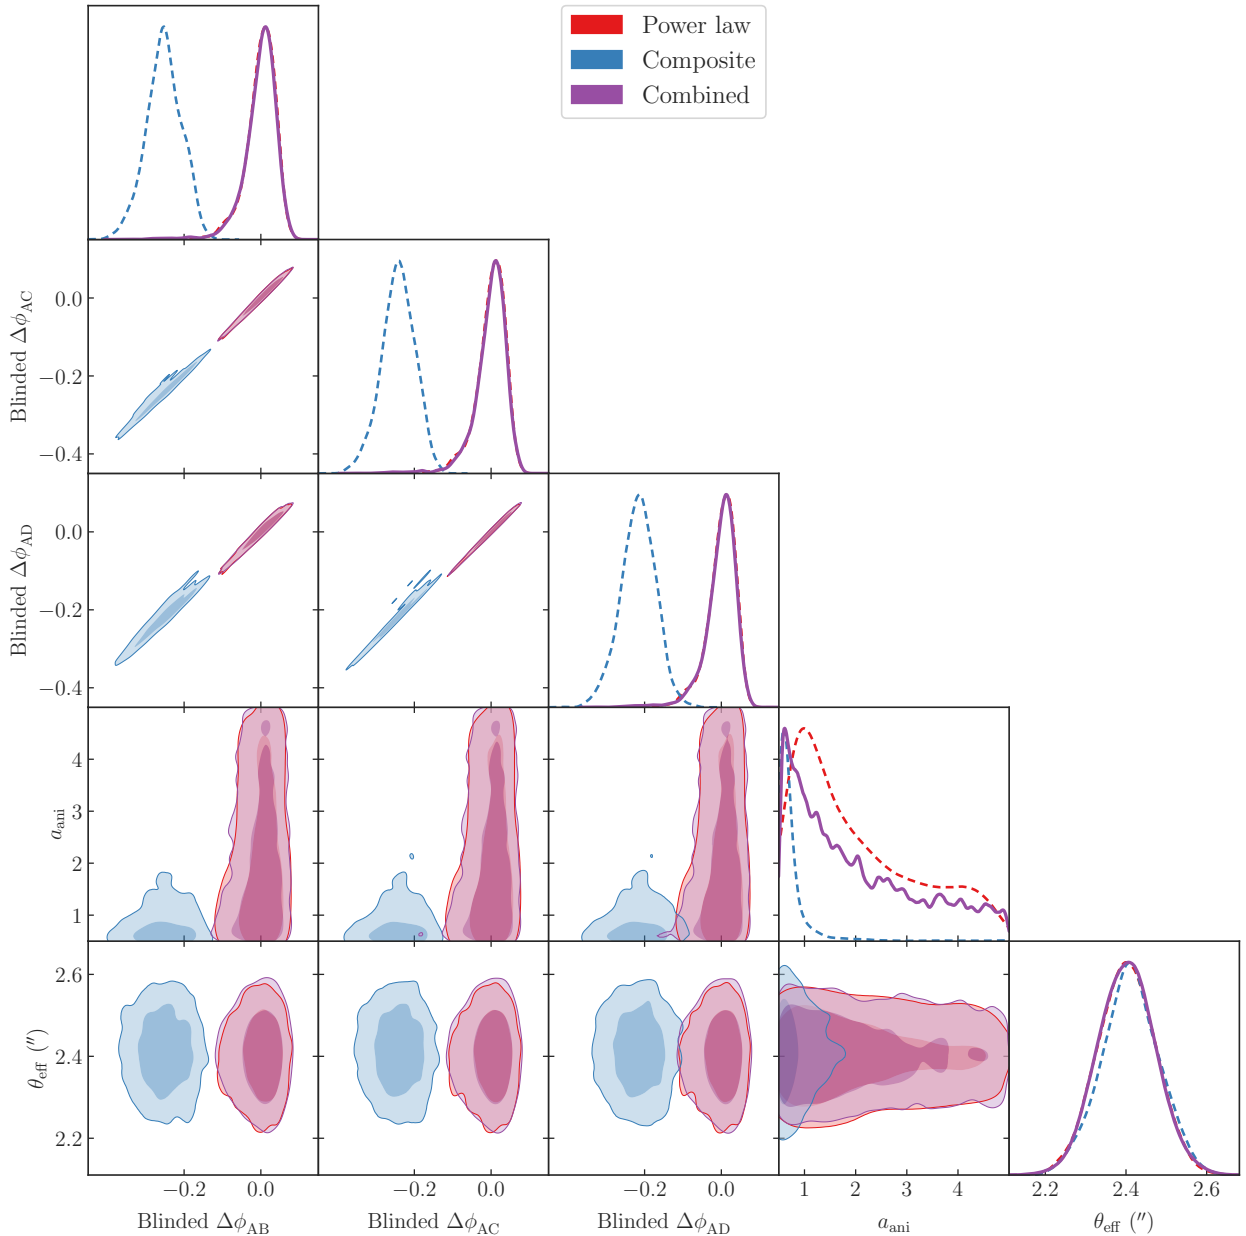 Power law
Composite
Combined
Blinded Δϕ_AC
0.0
−0.2
−0.4
Blinded Δϕ_AD
0.0
−0.2
−0.4
a_ani
4
3
2
1
θ_eff (″)
2.6
2.4
2.2
−0.2 0.0
−0.2 0.0
−0.2 0.0
1 2 3 4
2.2 2.4 2.6
Blinded Δϕ_AB
Blinded Δϕ_AC
Blinded Δϕ_AD
a_ani
θ_eff (″)